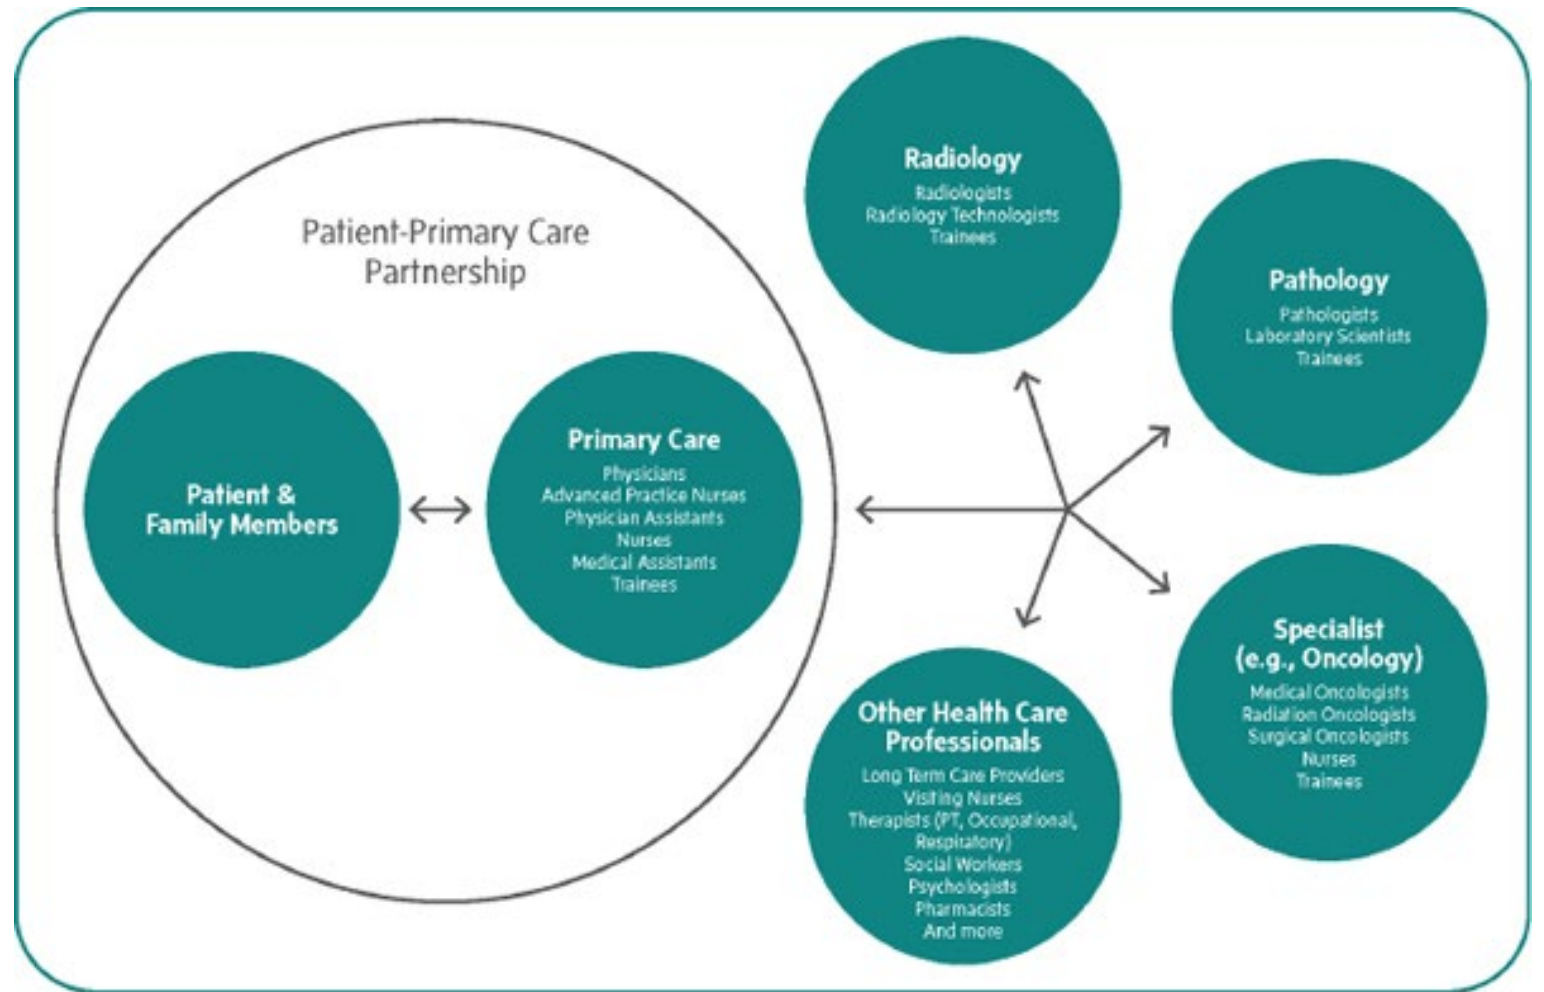 Patient-Primary Care
Partnership
Patient &
Family Members
Primary Care
Physicians
Advanced Practice Nurses
Physician Assistants
Nurses
Medical Assistants
Trainees
Radiology
Radiologists
Radiology Technologists
Trainees
Pathology
Pathologists
Laboratory Scientists
Trainees
Specialist
(e.g., Oncology)
Medical Oncologists
Radiation Oncologists
Surgical Oncologists
Nurses
Trainees
Other Health Care
Professionals
Long Term Care Providers
Visiting Nurses
Therapists (PT, Occupational,
Respiratory)
Social Workers
Psychologists
Pharmacists
And more